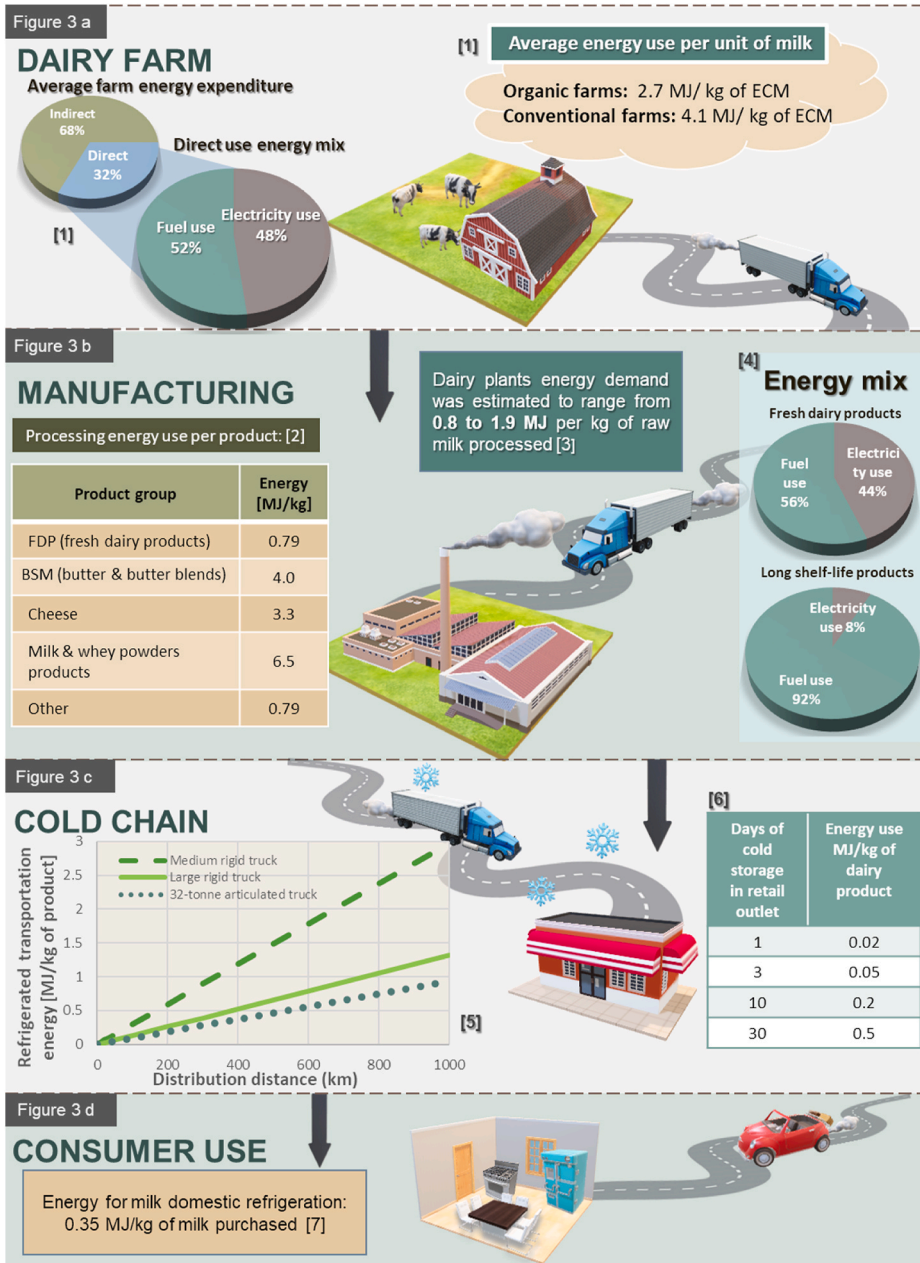 Figure 3 a
DAIRY FARM
Average farm energy expenditure
Indirect
68%
Direct
32%
[1]
Direct use energy mix
Fuel use
52%
Electricity use
48%
[1]
Average energy use per unit of milk
Organic farms: 2.7 MJ/ kg of ECM
Conventional farms: 4.1 MJ/ kg of ECM
Figure 3 b
MANUFACTURING
Processing energy use per product: [2]
Product group
Energy
[MJ/kg]
FDP (fresh dairy products)
0.79
BSM (butter & butter blends)
4.0
Cheese
3.3
Milk & whey powders
products
6.5
Other
0.79
Dairy plants energy demand
was estimated to range from
0.8 to 1.9 MJ per kg of raw
milk processed [3]
[4]
Energy mix
Fresh dairy products
Fuel
use
56%
Electrici
ty use
44%
Long shelf-life products
Electricity
use 8%
Fuel use
92%
Figure 3 c
COLD CHAIN
Refrigerated transportation
energy [MJ/kg of product]
3
2.5
2
1.5
1
0.5
0
Medium rigid truck
Large rigid truck
32-tonne articulated truck
0
200
400
600
800
1000
Distribution distance (km)
[5]
[6]
Days of
cold
storage
in retail
outlet
Energy use
MJ/kg of
dairy
product
1
0.02
3
0.05
10
0.2
30
0.5
Figure 3 d
CONSUMER USE
Energy for milk domestic refrigeration:
0.35 MJ/kg of milk purchased [7]